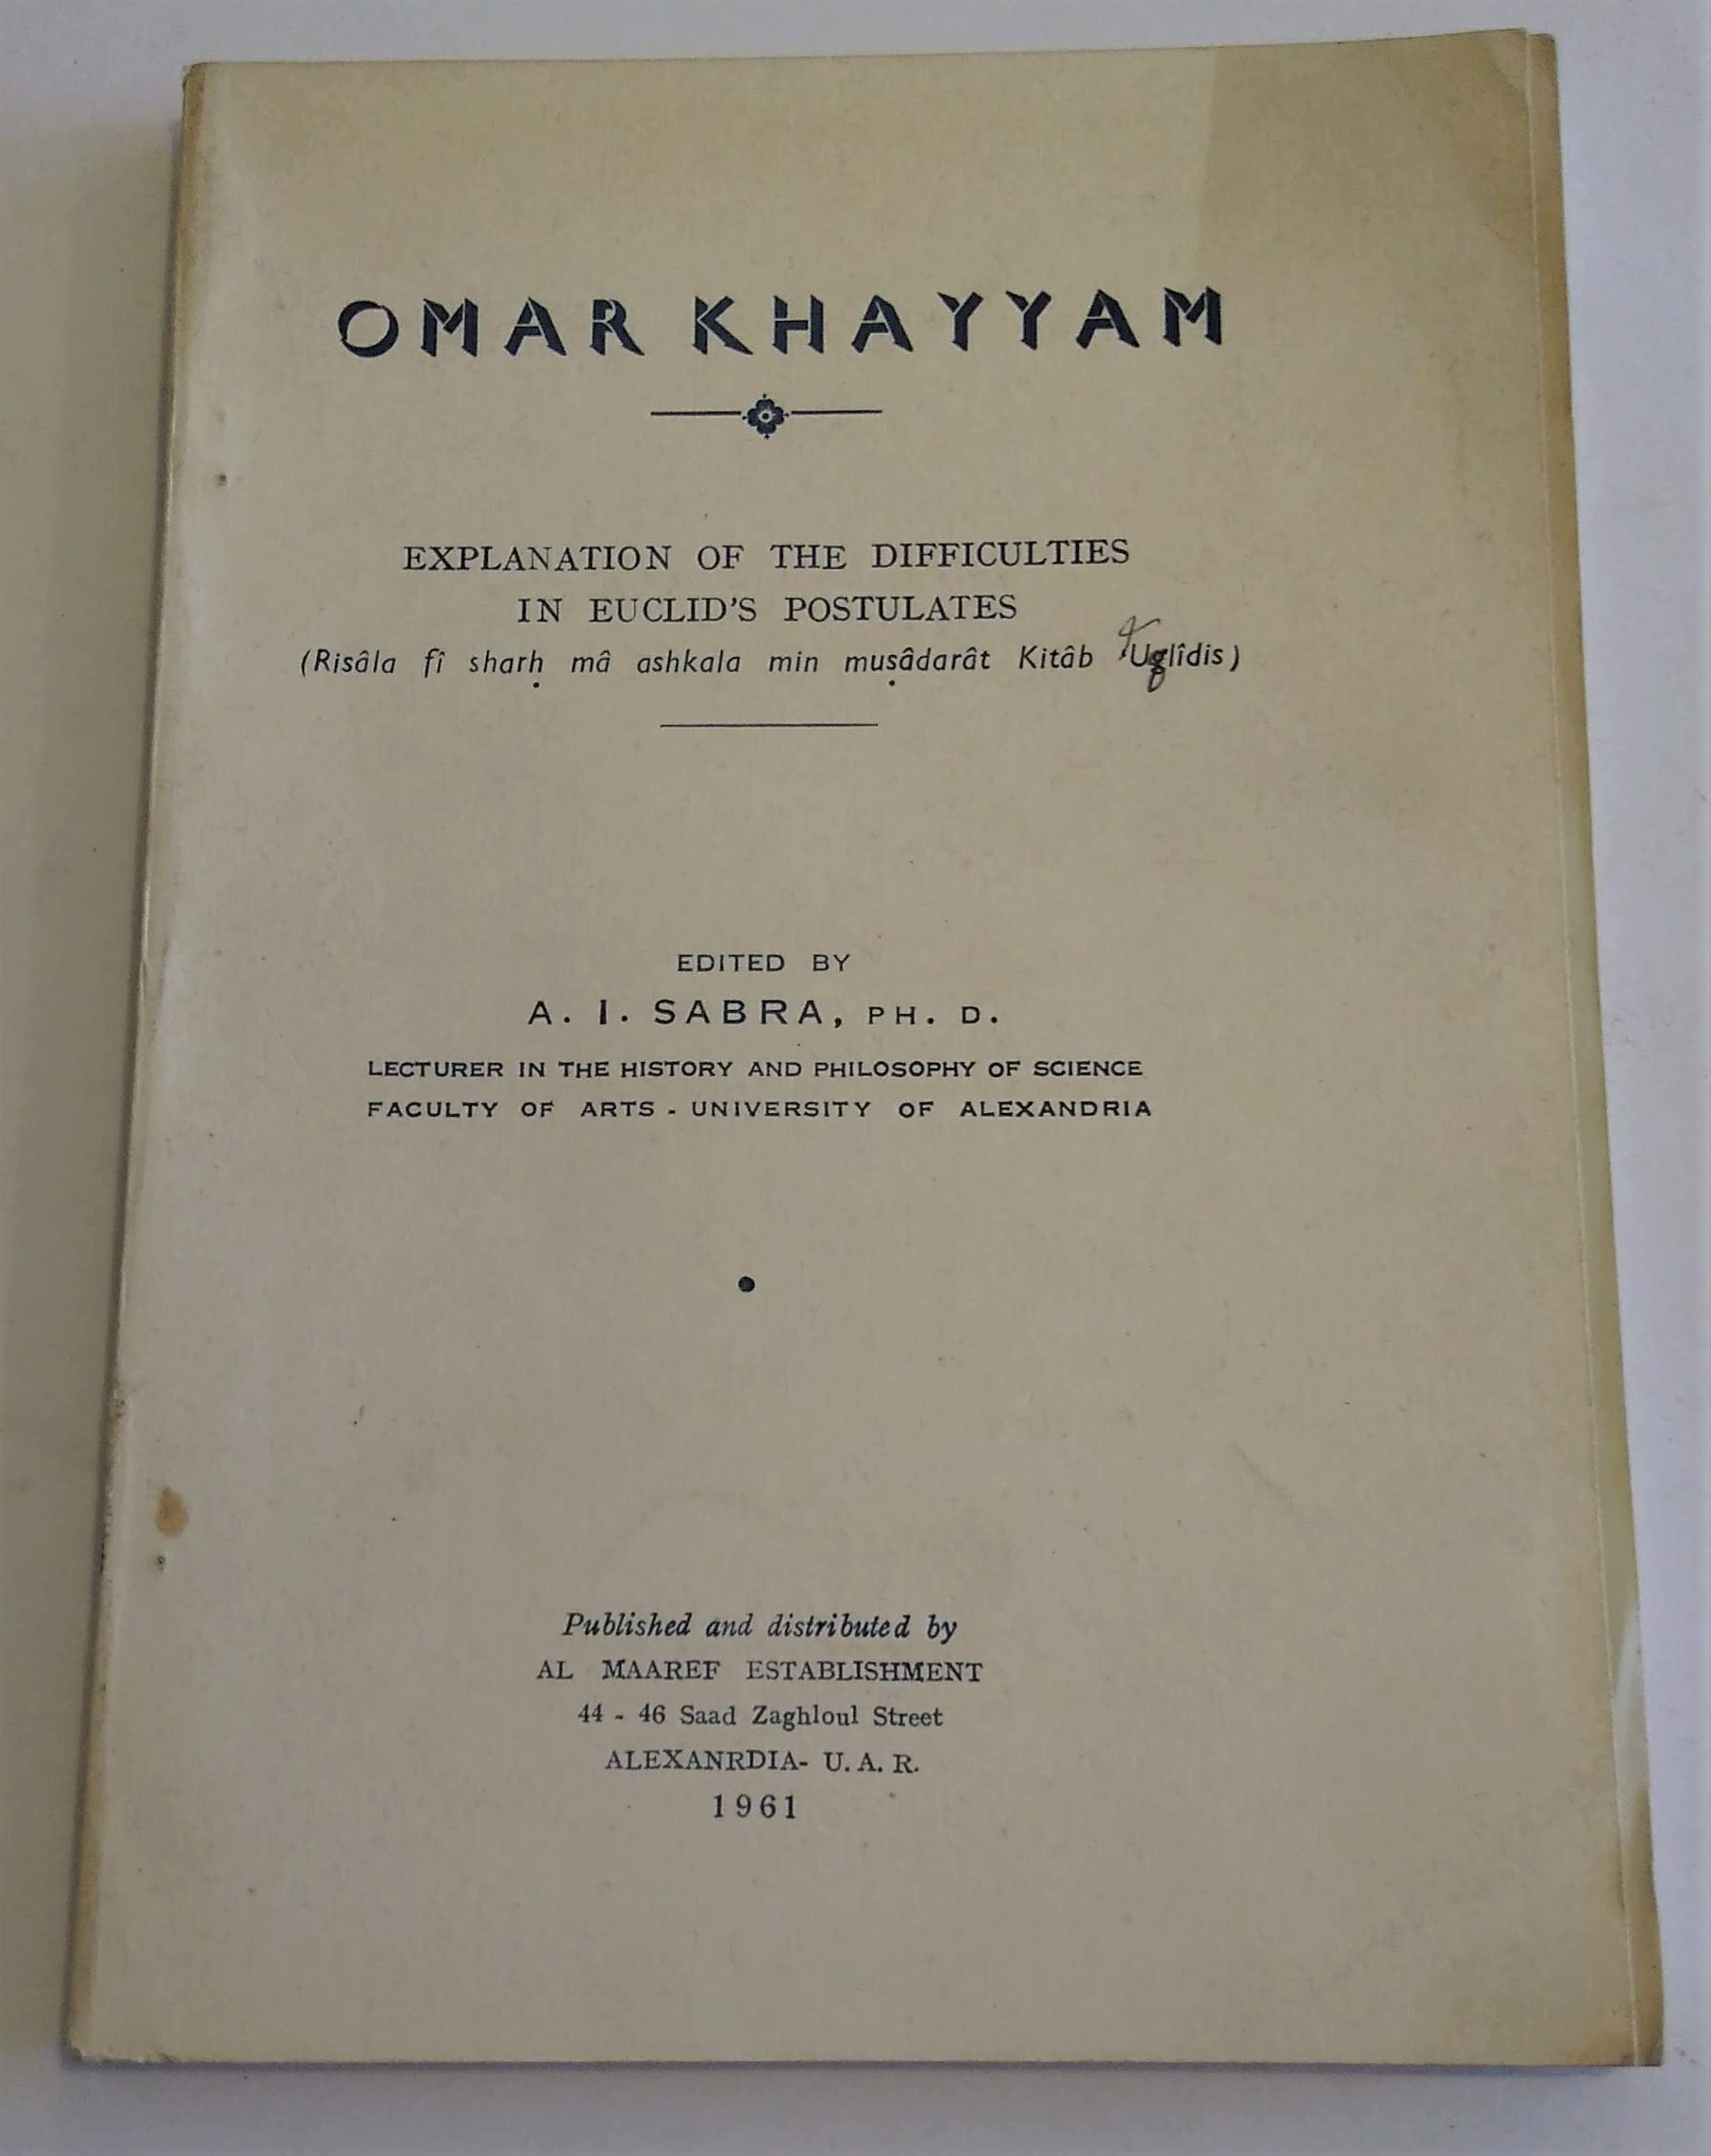 OMAR KHAYYAM
EXPLANATION OF THE DIFFICULTIES
IN EUCLID'S POSTULATES
(Risâla fî sharḥ mâ ashkala min muṣâdarât Kitâb Uqlîdis)
EDITED BY
A. I. SABRA, PH. D.
LECTURER IN THE HISTORY AND PHILOSOPHY OF SCIENCE
FACULTY OF ARTS - UNIVERSITY OF ALEXANDRIA
Published and distributed by
AL MAAREF ESTABLISHMENT
44 - 46 Saad Zaghloul Street
ALEXANRDIA- U. A. R.
1961